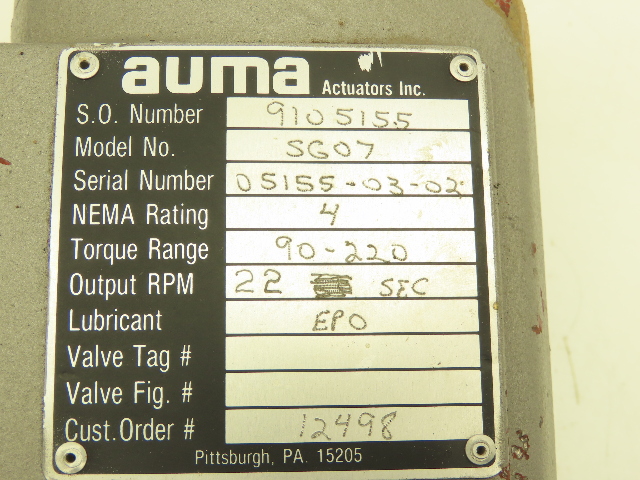 auma Actuators Inc.
S.O. Number 9105155
Model No. SG07
Serial Number 05155-03-02
NEMA Rating 4
Torque Range 90-220
Output RPM 22 SEC
Lubricant EPO
Valve Tag #
Valve Fig. #
Cust. Order # 12498
Pittsburgh, PA. 15205